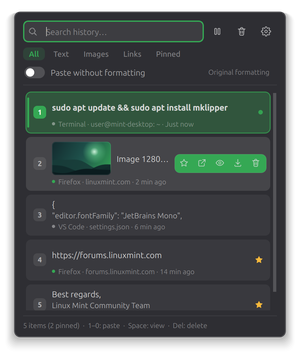 Search history...
All Text Images Links Pinned
Paste without formatting Original formatting
1 sudo apt update && sudo apt install mklipper
Terminal · user@mint-desktop: ~ · Just now
2 Image 1280...
Firefox · linuxmint.com · 2 min ago
3 {
"editor.fontFamily": "JetBrains Mono",
VS Code · settings.json · 6 min ago
4 https://forums.linuxmint.com
Firefox · forums.linuxmint.com · 14 min ago
5 Best regards,
Linux Mint Community Team
5 items (2 pinned) · 1–0: paste · Space: view · Del: delete